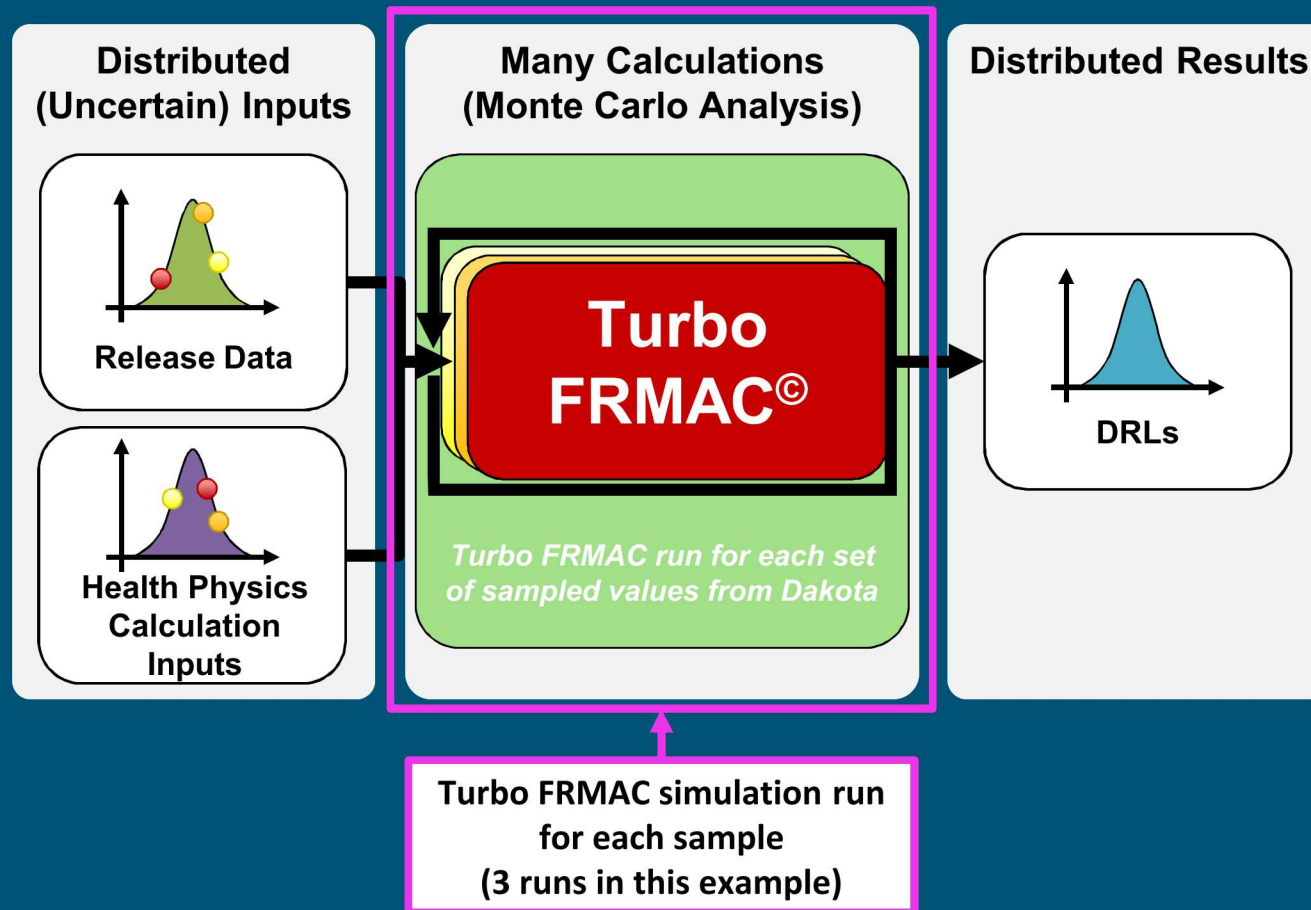 Distributed
(Uncertain) Inputs
Release Data
Health Physics
Calculation
Inputs
Many Calculations
(Monte Carlo Analysis)
Turbo
FRMAC©
Turbo FRMAC run for each set
of sampled values from Dakota
Distributed Results
DRLs
Turbo FRMAC simulation run
for each sample
(3 runs in this example)